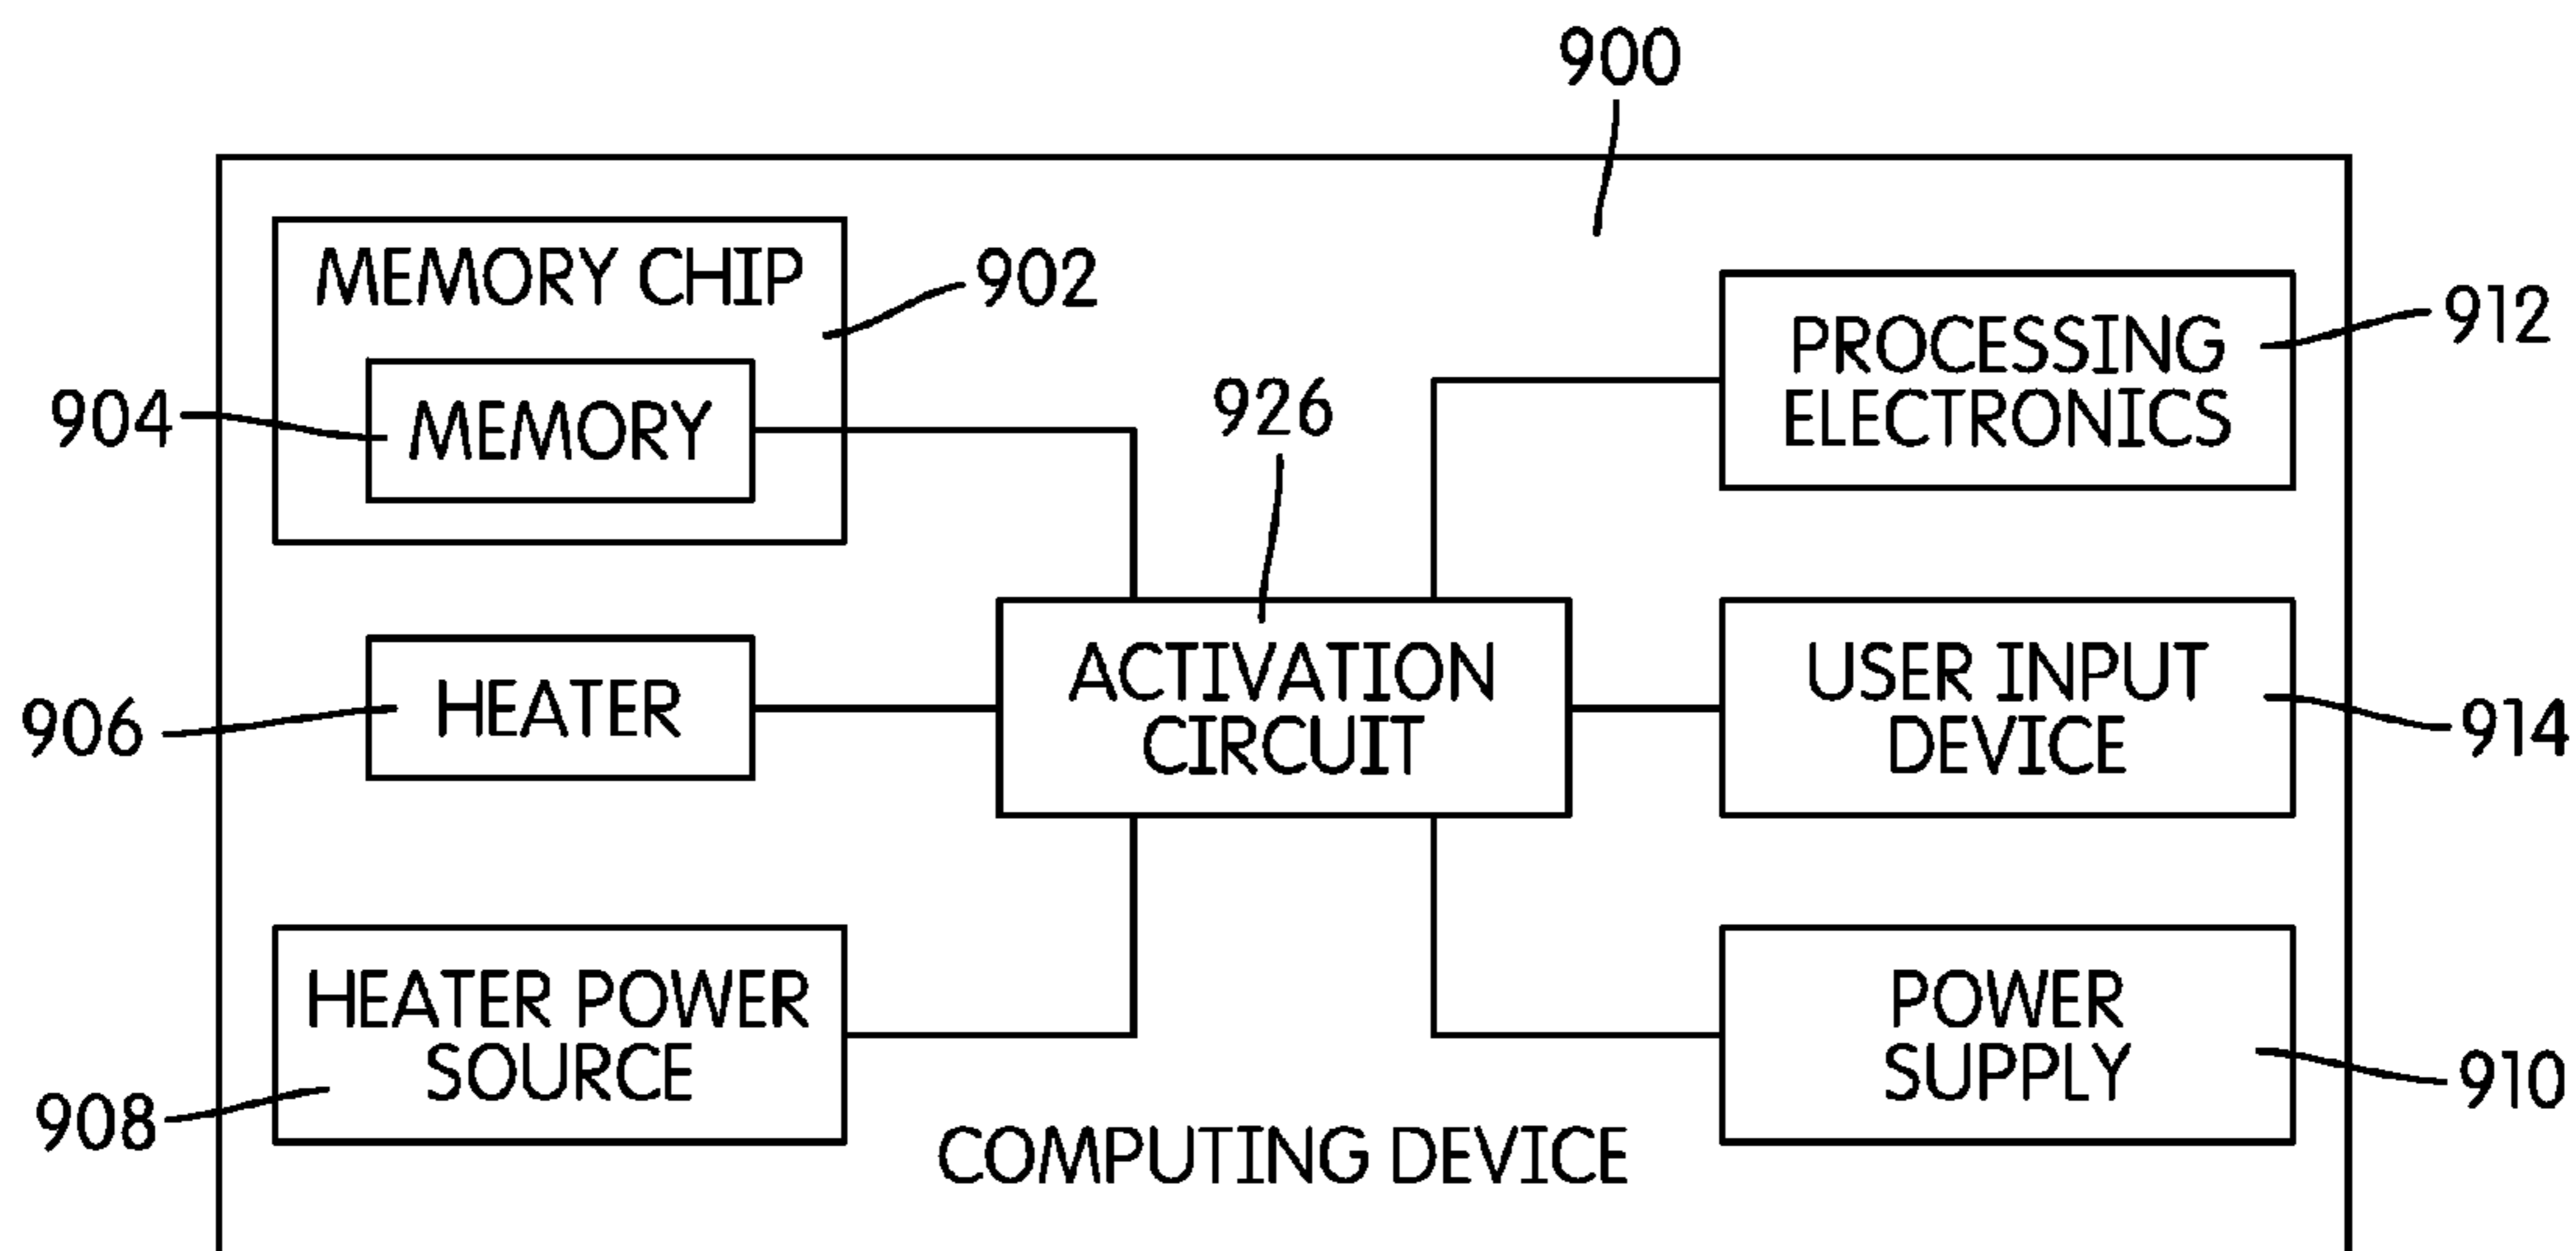 900
MEMORY CHIP
902
904
MEMORY
926
PROCESSING
ELECTRONICS
912
906
HEATER
ACTIVATION
CIRCUIT
USER INPUT
DEVICE
914
HEATER POWER
SOURCE
908
POWER
SUPPLY
910
COMPUTING DEVICE